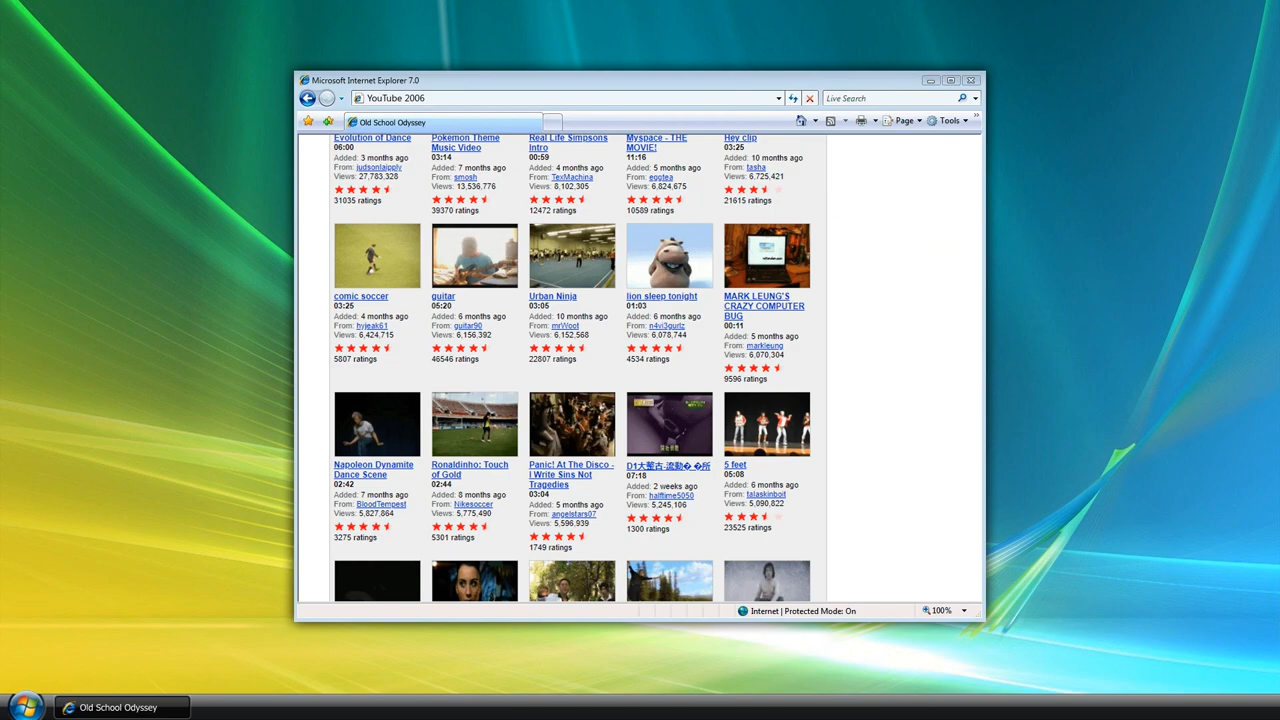 Microsoft Internet Explorer 7.0
YouTube 2006
Live Search
Old School Odyssey
Page
Tools
Evolution of Dance
06:00
Added: 3 months ago
From: judsonlaipply
Views: 27,783,328
31035 ratings
Pokemon Theme
Music Video
03:14
Added: 7 months ago
From: smosh
Views: 13,536,776
39370 ratings
Real Life Simpsons
Intro
00:59
Added: 4 months ago
From: TexMachina
Views: 8,102,305
12472 ratings
Myspace - THE
MOVIE!
11:16
Added: 5 months ago
From: eggtea
Views: 6,824,675
10589 ratings
Hey clip
03:25
Added: 10 months ago
From: tasha
Views: 6,725,421
21615 ratings
comic soccer
03:25
Added: 4 months ago
From: hyjeak61
Views: 6,424,715
5807 ratings
guitar
05:20
Added: 6 months ago
From: guitar90
Views: 6,156,392
46546 ratings
Urban Ninja
03:05
Added: 10 months ago
From: mrWoot
Views: 6,152,568
22807 ratings
lion sleep tonight
01:03
Added: 6 months ago
From: n4vi3gurlz
Views: 6,078,744
4534 ratings
MARK LEUNG'S
CRAZY COMPUTER
BUG
00:11
Added: 5 months ago
From: markleung
Views: 6,070,304
9596 ratings
Napoleon Dynamite
Dance Scene
02:42
Added: 7 months ago
From: BloodTempest
Views: 5,827,864
3275 ratings
Ronaldinho: Touch
of Gold
02:44
Added: 8 months ago
From: Nikesoccer
Views: 5,775,490
5301 ratings
Panic! At The Disco -
I Write Sins Not
Tragedies
03:04
Added: 5 months ago
From: angelstars07
Views: 5,596,939
1749 ratings
07:18
Added: 2 weeks ago
From: halftime5050
Views: 5,245,106
1300 ratings
5 feet
05:08
Added: 6 months ago
From: talaskinboit
Views: 5,090,822
23525 ratings
Internet | Protected Mode: On
100%
Old School Odyssey